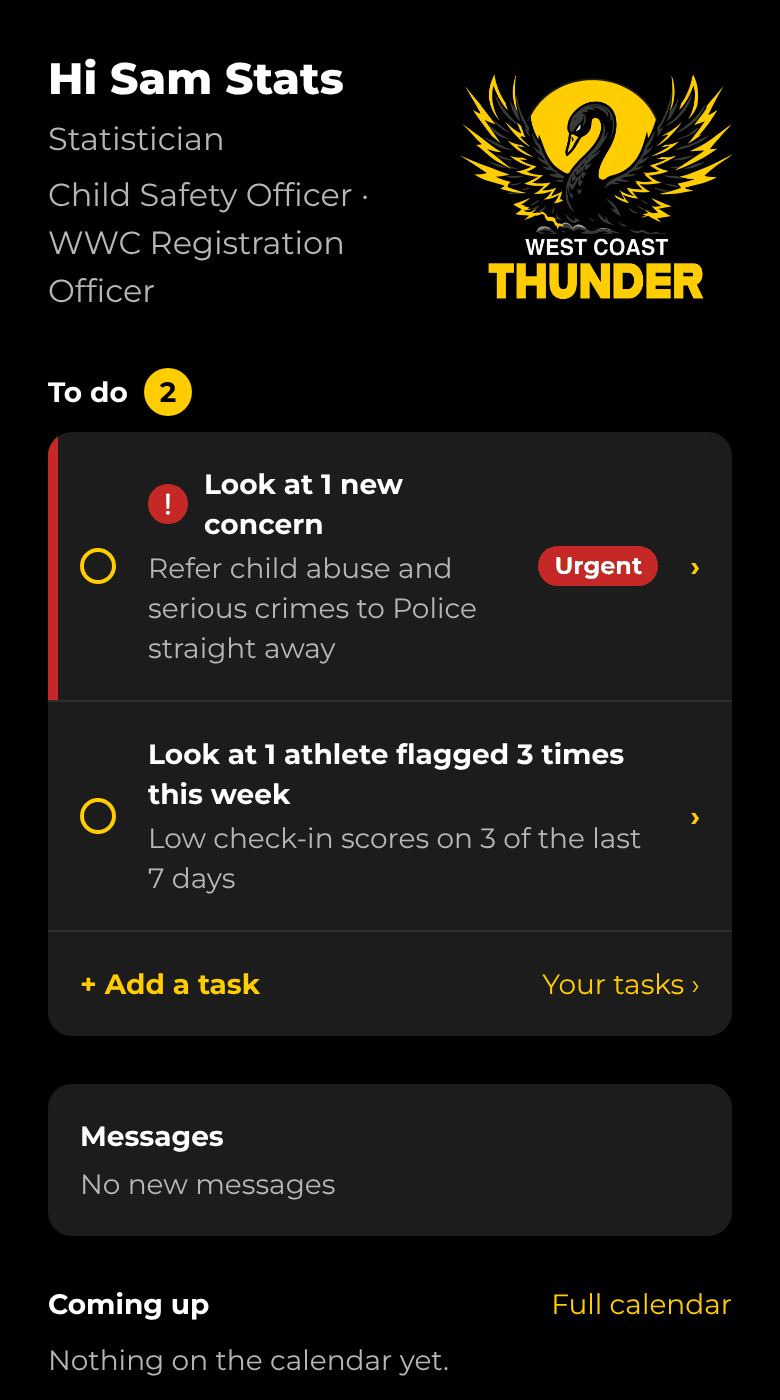 Hi Sam Stats
Statistician
Child Safety Officer ·
WWC Registration
Officer
WEST COAST
THUNDER
To do 2
! Look at 1 new
concern
Refer child abuse and
serious crimes to Police
straight away
Urgent ›
Look at 1 athlete flagged 3 times
this week
Low check-in scores on 3 of the last
7 days
›
+ Add a task Your tasks ›
Messages
No new messages
Coming up Full calendar
Nothing on the calendar yet.